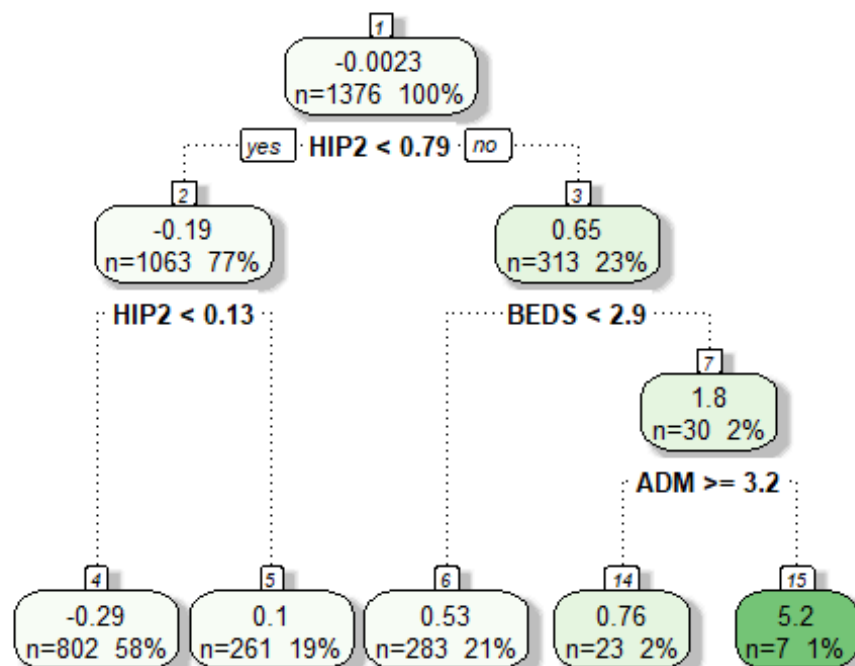 1
-0.0023
n=1376 100%
yes HIP2 < 0.79 no
2
-0.19
n=1063 77%
3
0.65
n=313 23%
HIP2 < 0.13
BEDS < 2.9
7
1.8
n=30 2%
ADM >= 3.2
4
-0.29
n=802 58%
5
0.1
n=261 19%
6
0.53
n=283 21%
14
0.76
n=23 2%
15
5.2
n=7 1%